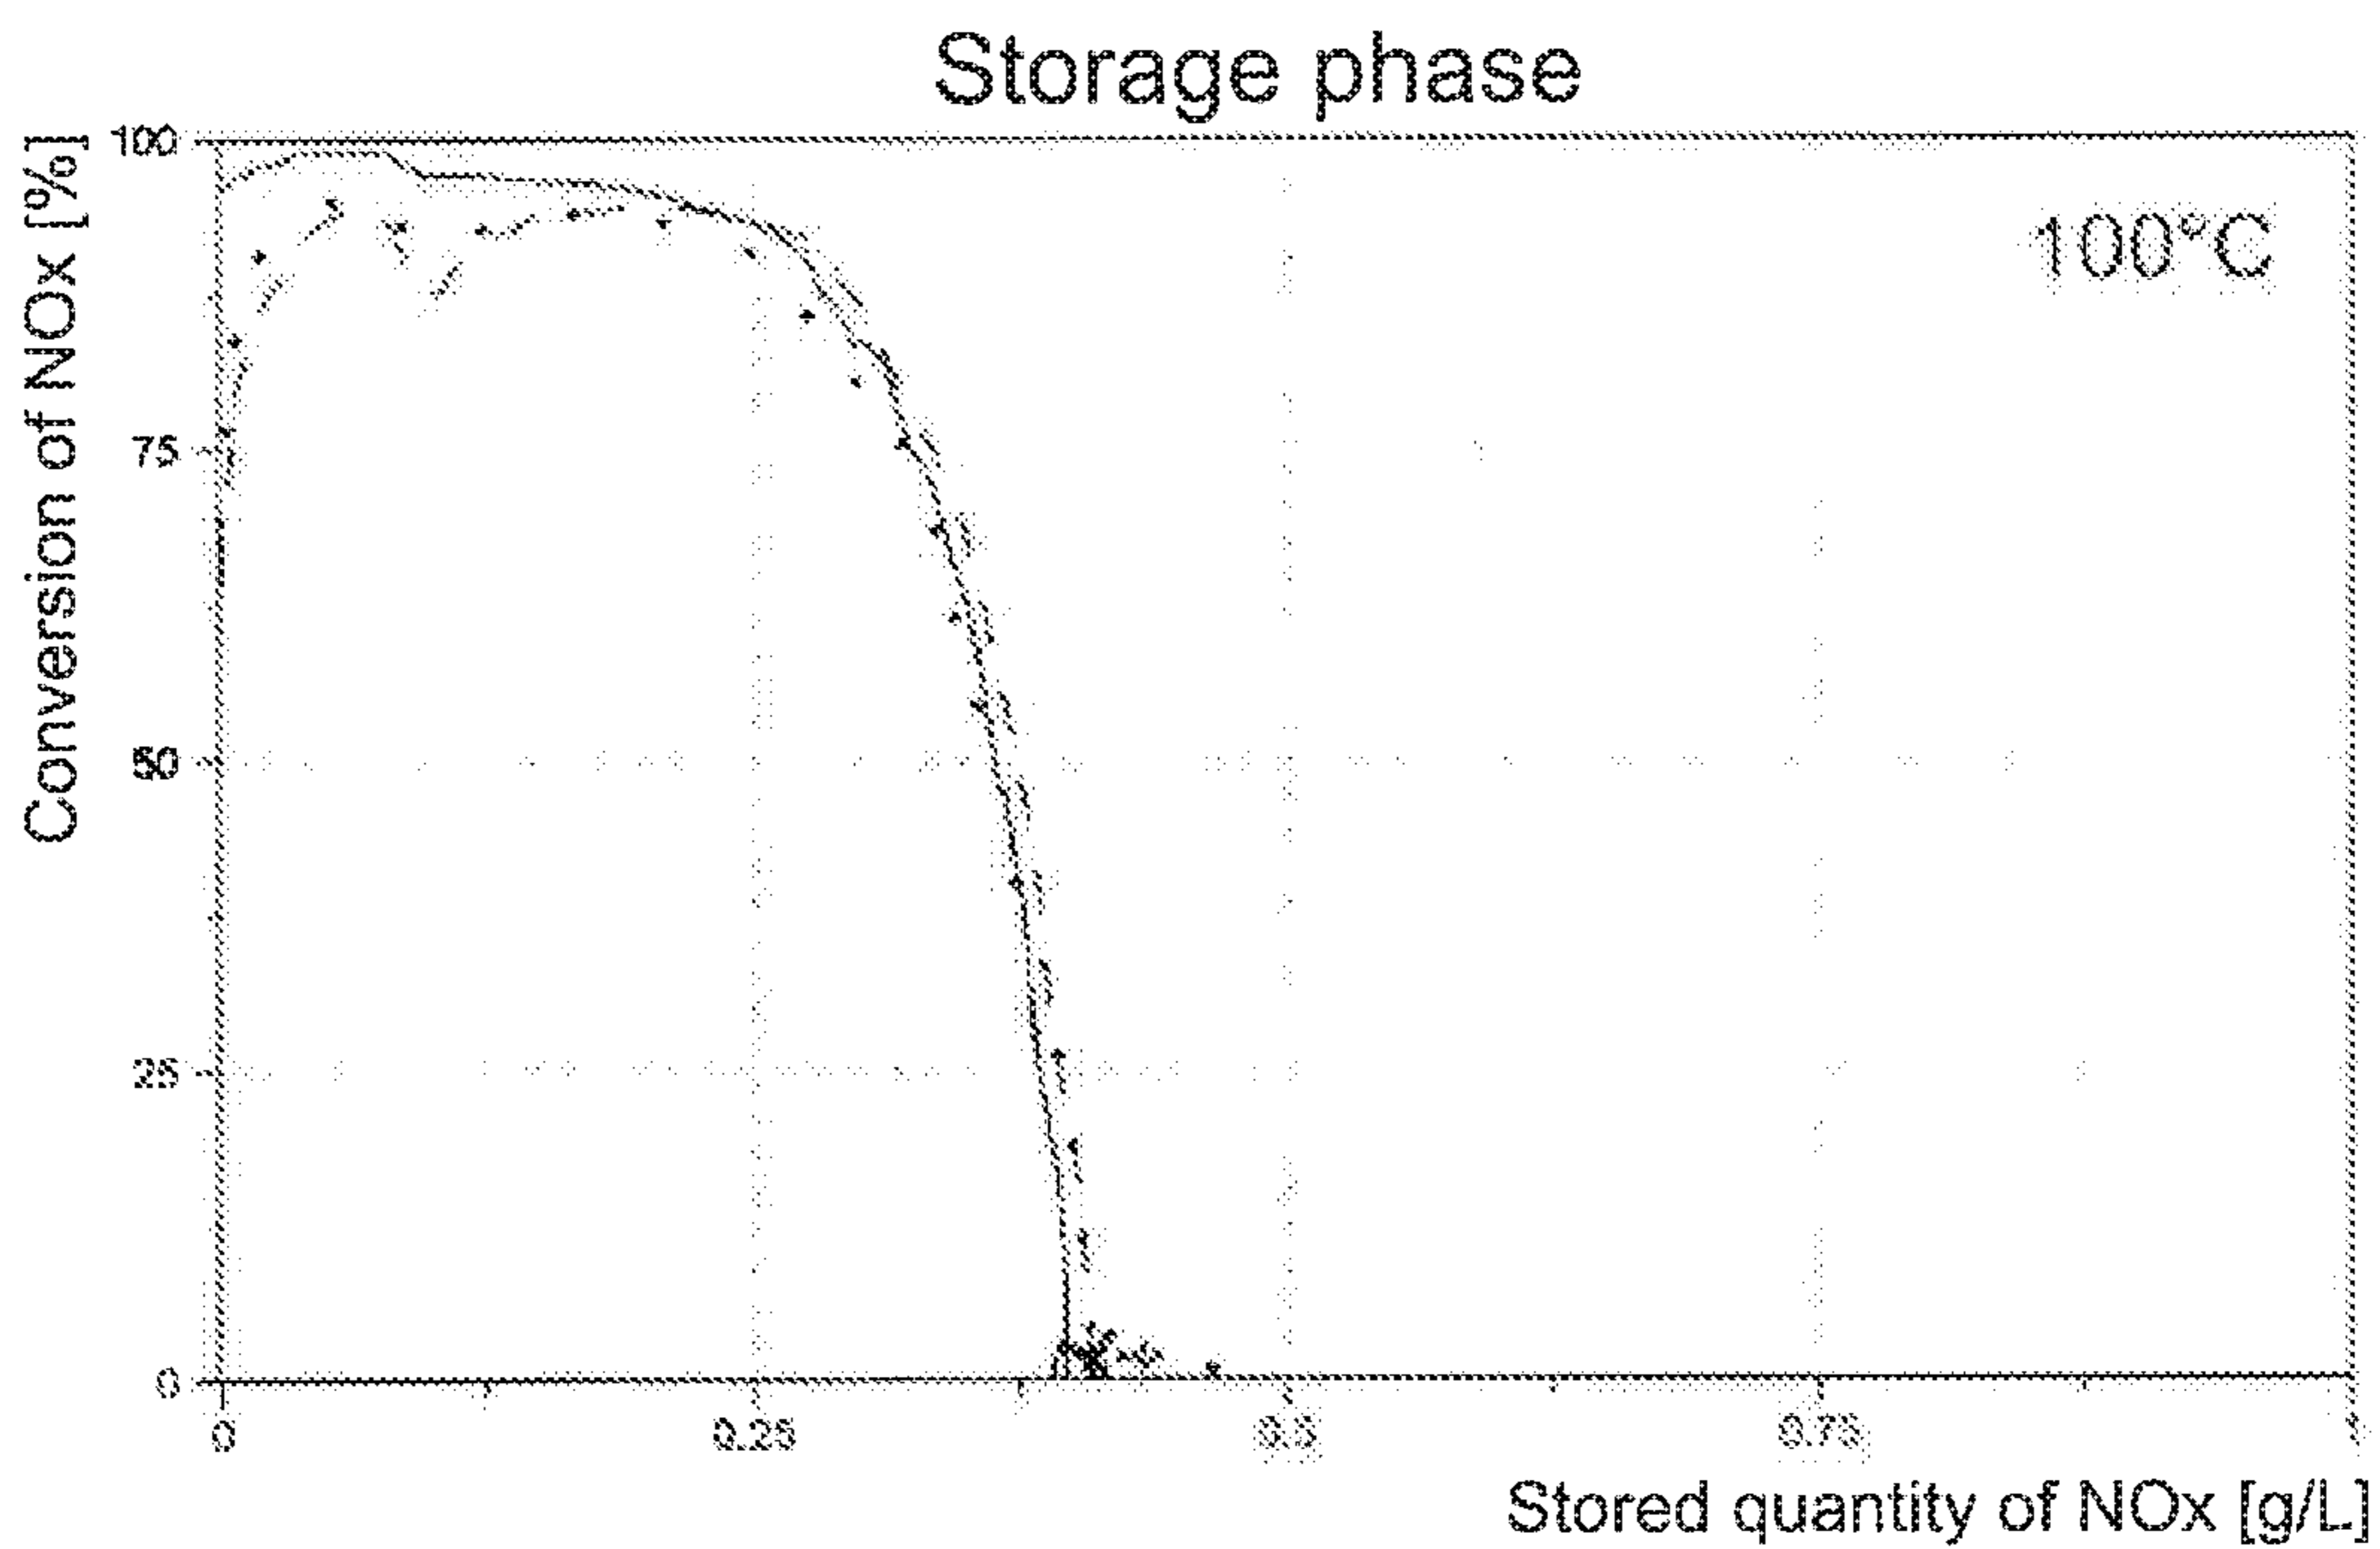 Storage phase
Conversion of NOx [%]
100
75
50
25
0
100°C
0 0.25 0.5 0.75 1
Stored quantity of NOx [g/L]